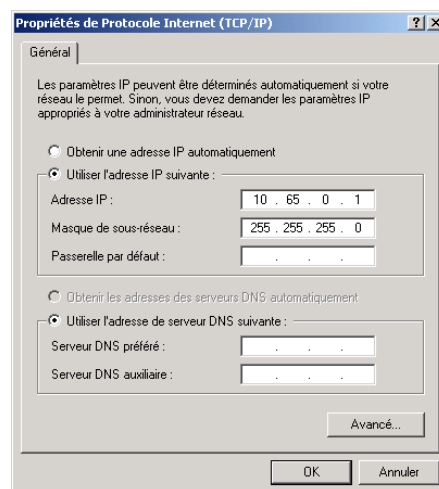 Propriétés de Protocole Internet (TCP/IP)
Général
Les paramètres IP peuvent être déterminés automatiquement si votre
réseau le permet. Sinon, vous devez demander les paramètres IP
appropriés à votre administrateur réseau.
Obtenir une adresse IP automatiquement
Utiliser l'adresse IP suivante :
Adresse IP : 10 . 65 . 0 . 1
Masque de sous-réseau : 255 . 255 . 255 . 0
Passerelle par défaut : . . .
Obtenir les adresses des serveurs DNS automatiquement
Utiliser l'adresse de serveur DNS suivante :
Serveur DNS préféré : . . .
Serveur DNS auxiliaire : . . .
Avancé...
OK Annuler